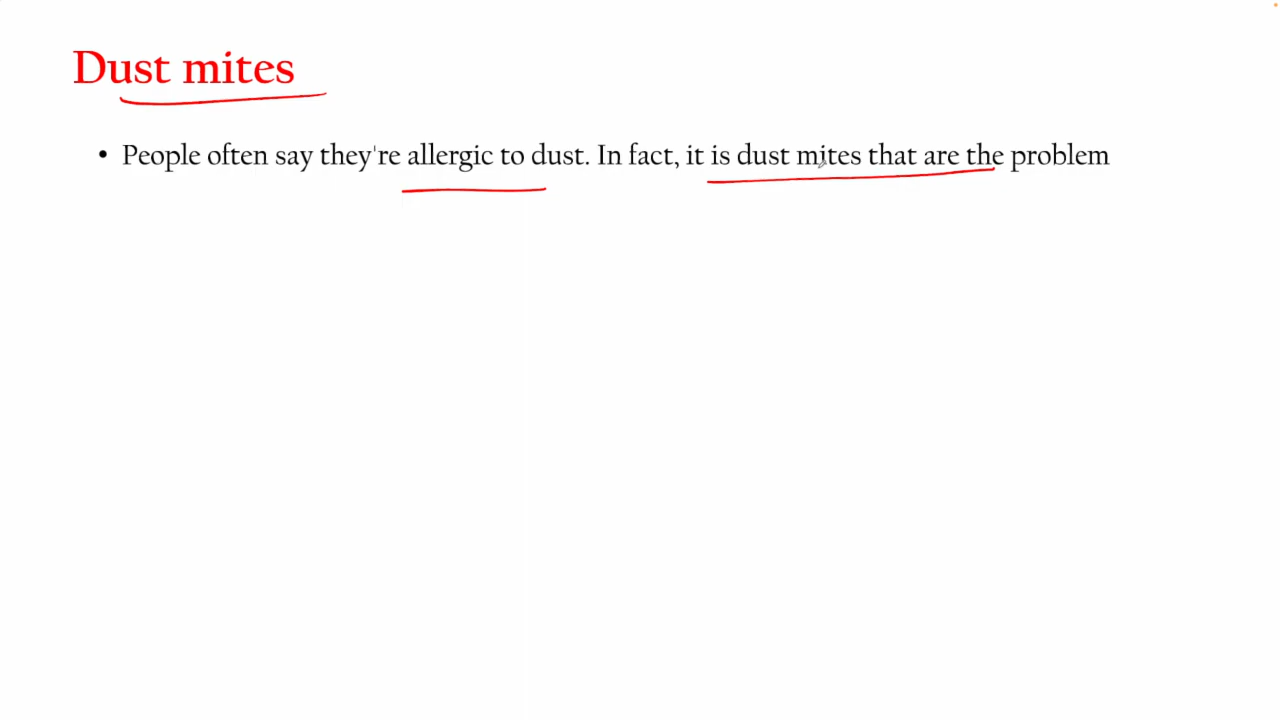 Dust mites
• People often say they're allergic to dust. In fact, it is dust mites that are the problem